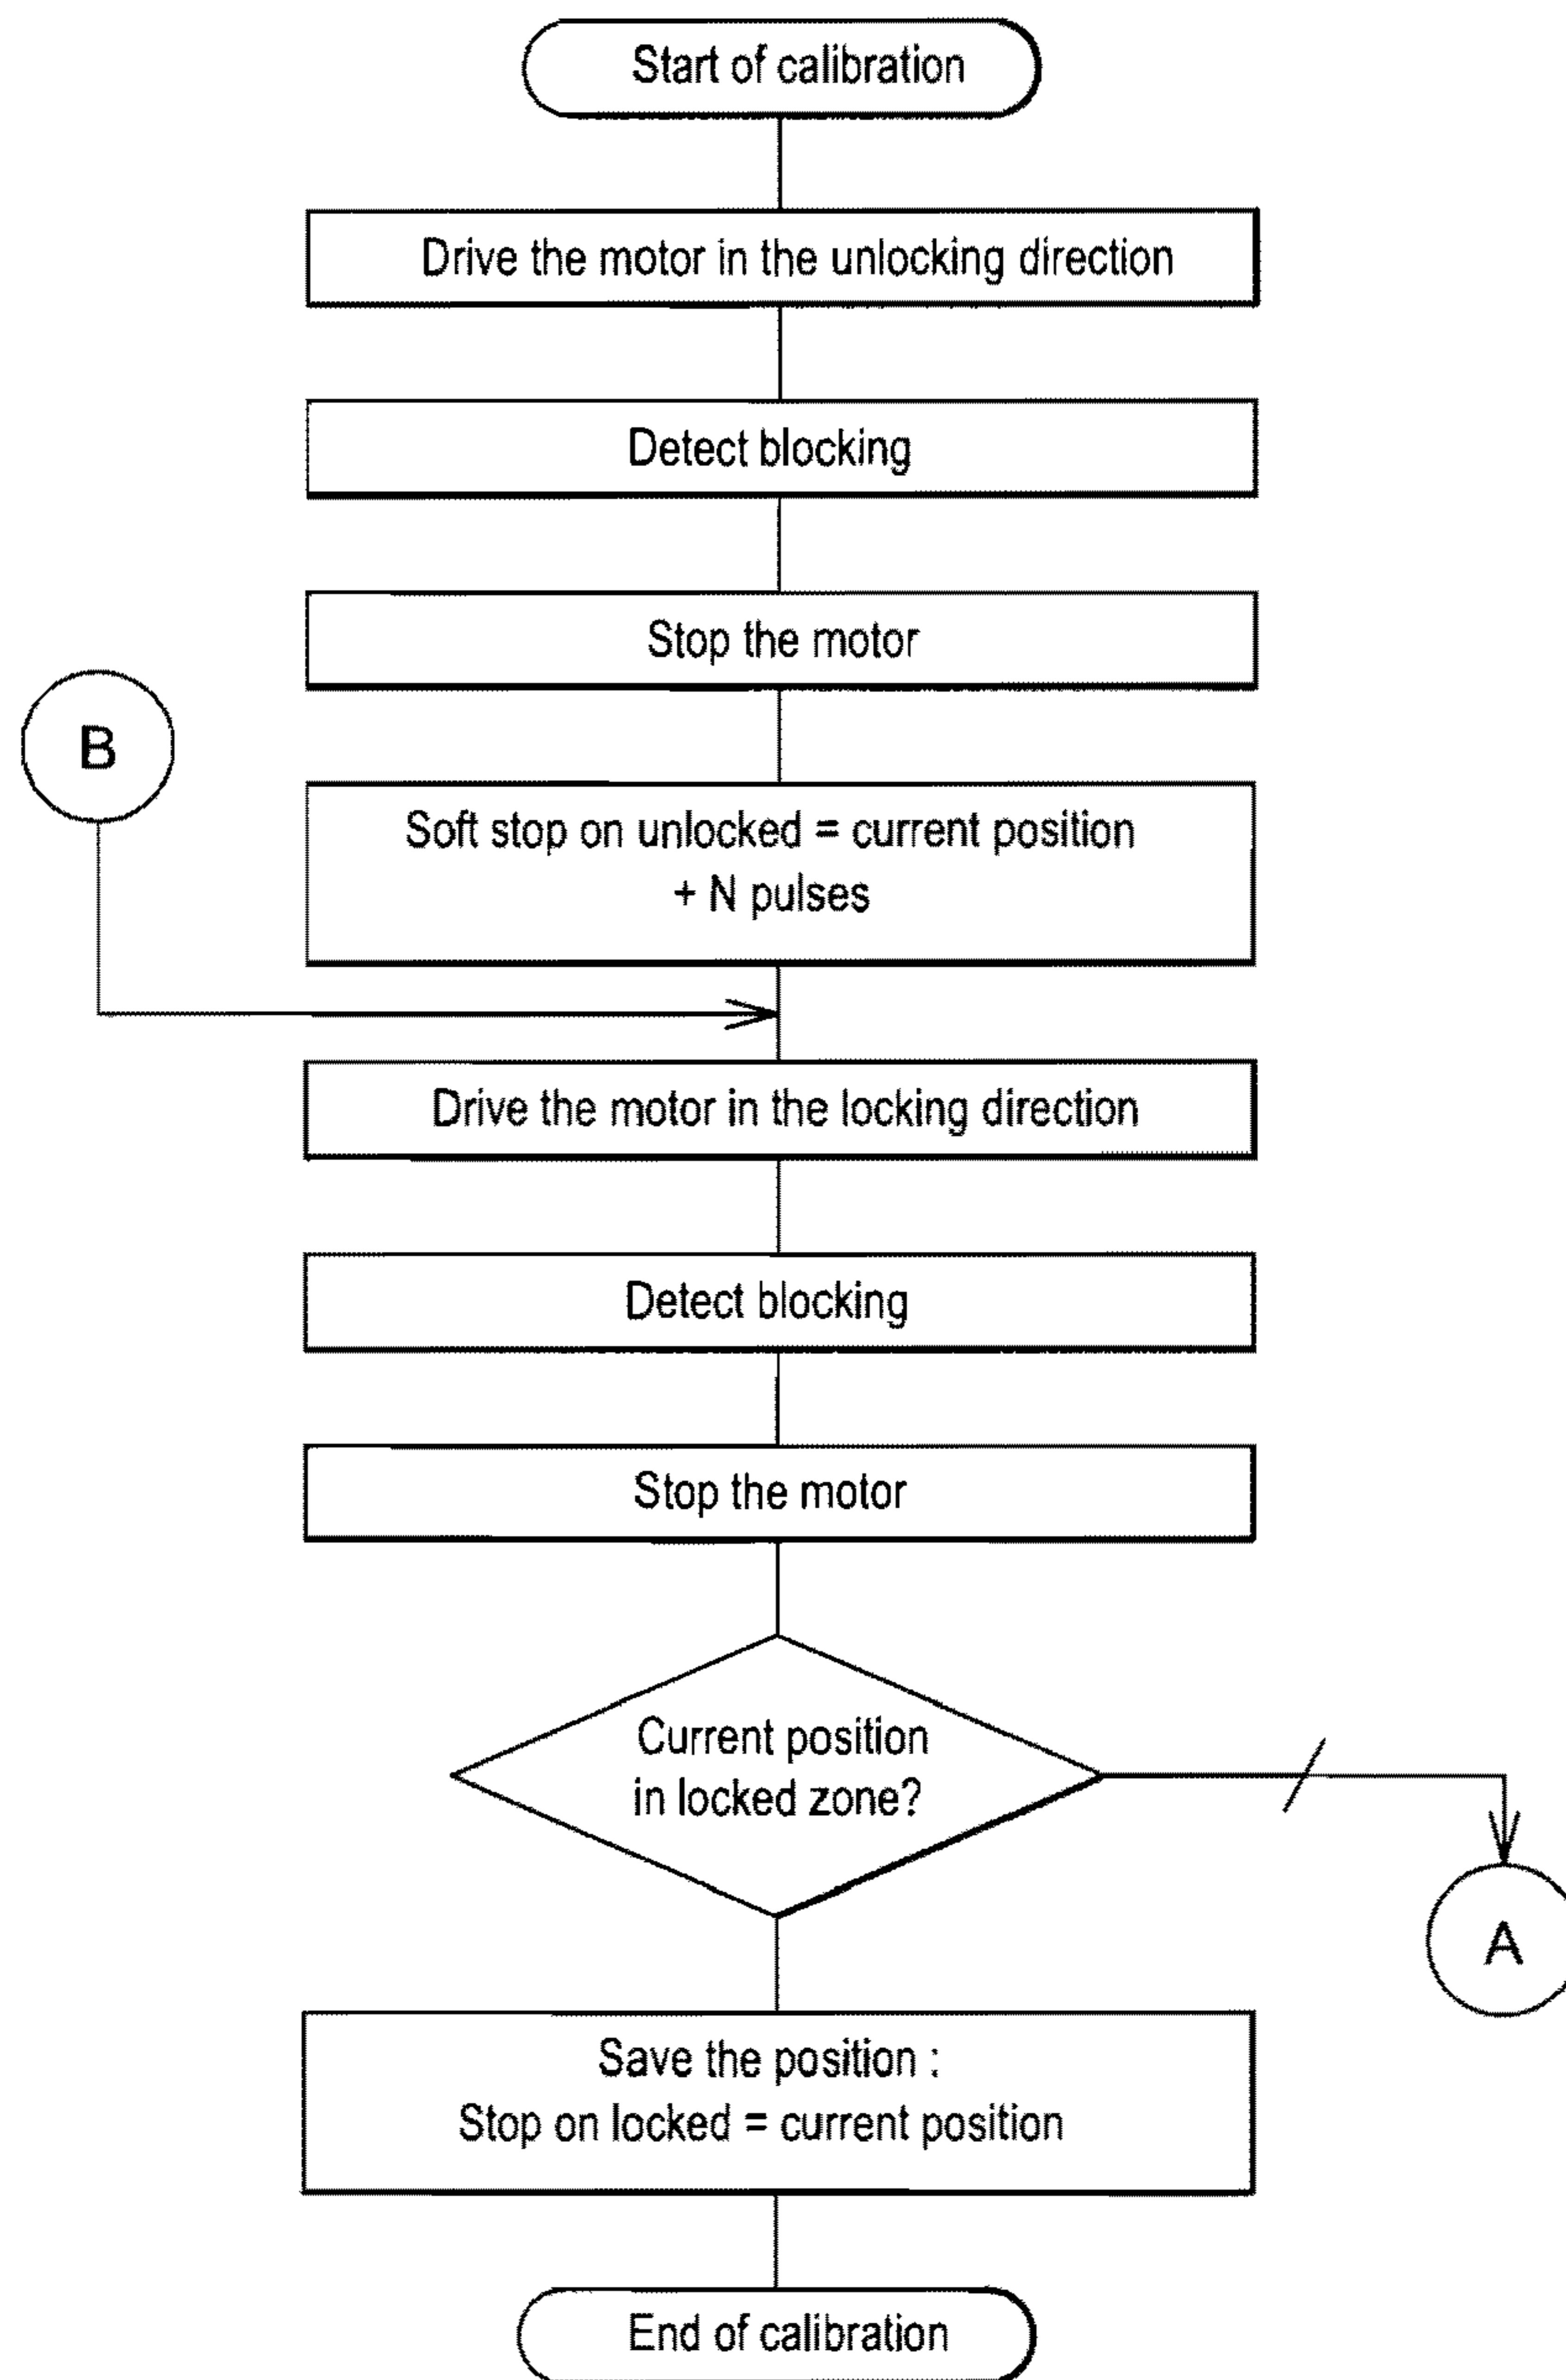 Start of calibration
Drive the motor in the unlocking direction
Detect blocking
Stop the motor
B
Soft stop on unlocked = current position
+ N pulses
Drive the motor in the locking direction
Detect blocking
Stop the motor
Current position
in locked zone?
A
Save the position :
Stop on locked = current position
End of calibration